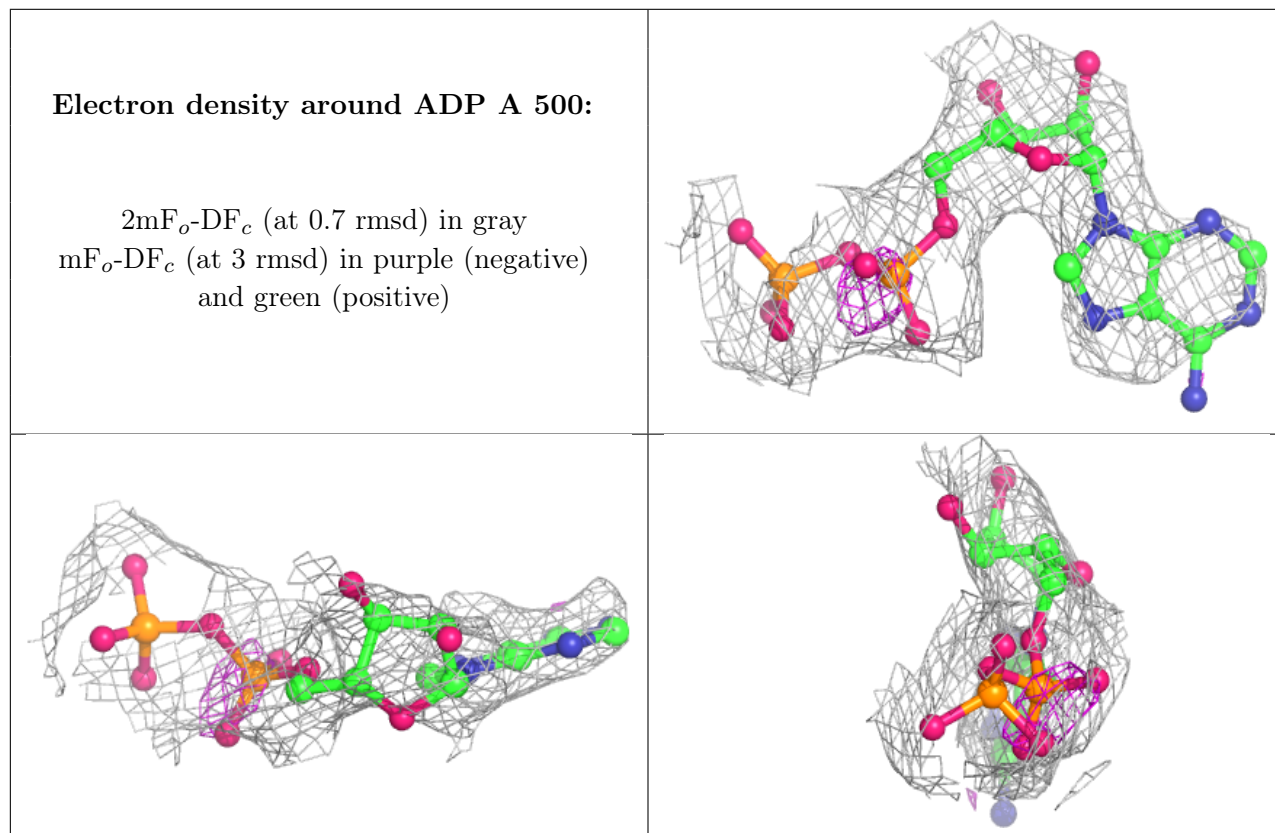 Electron density around ADP A 500:
2mFo-DFc (at 0.7 rmsd) in gray
mFo-DFc (at 3 rmsd) in purple (negative)
and green (positive)